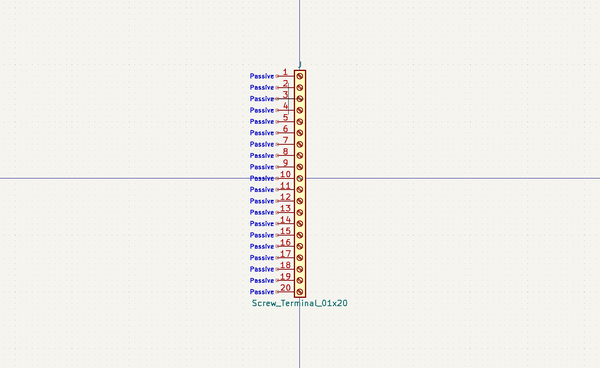 J
Passive 1
Passive 2
Passive 3
Passive 4
Passive 5
Passive 6
Passive 7
Passive 8
Passive 9
Passive 10
Passive 11
Passive 12
Passive 13
Passive 14
Passive 15
Passive 16
Passive 17
Passive 18
Passive 19
Passive 20
Screw_Terminal_01x20